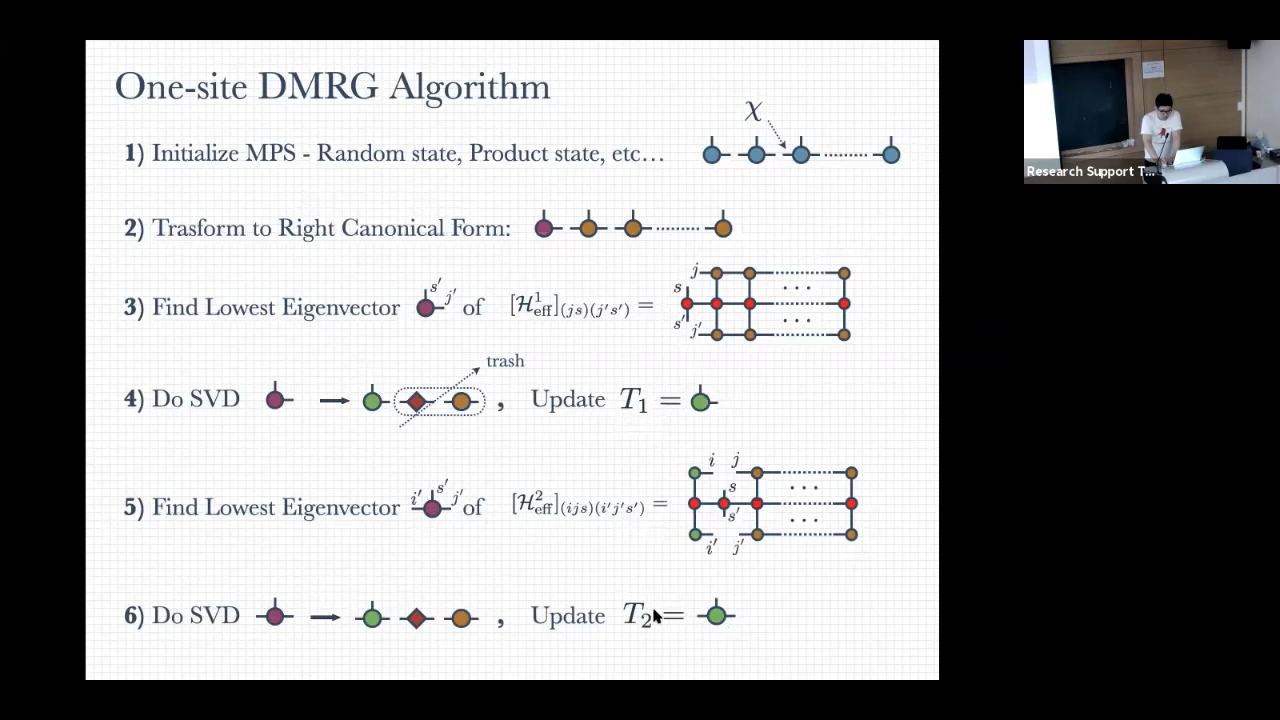 One-site DMRG Algorithm
χ
1) Initialize MPS - Random state, Product state, etc…
2) Trasform to Right Canonical Form:
3) Find Lowest Eigenvector s′ j′ of [ℋ¹eff](js)(j′s′) = j s s′ j′
trash
4) Do SVD , Update T₁ =
5) Find Lowest Eigenvector i′ s′ j′ of [ℋ²eff](ijs)(i′j′s′) = i j s s′ i′ j′
6) Do SVD , Update T₂ =
Research Support T...